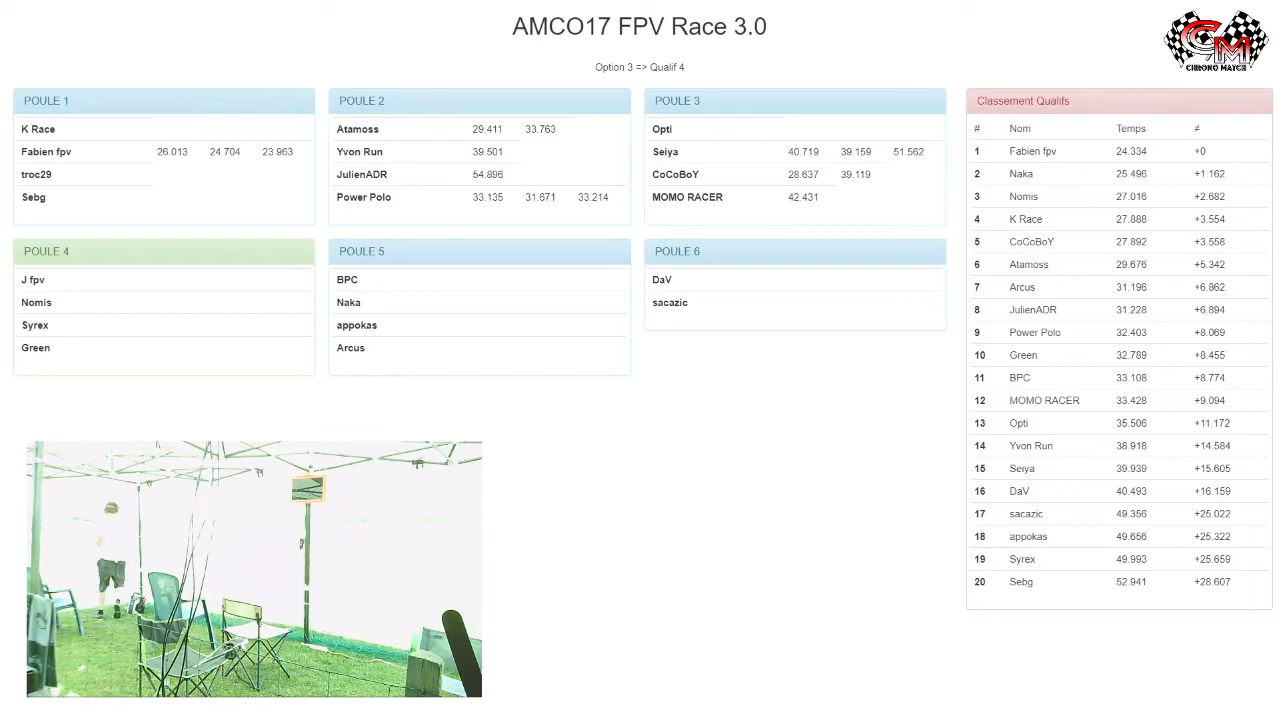 AMCO17 FPV Race 3.0
CM
CHRONO MATCH
Option 3 => Qualif 4
POULE 1
K Race
Fabien fpv 26.013 24.704 23.963
troc29
Sebg
POULE 2
Atamoss 29.411 33.763
Yvon Run 39.501
JulienADR 54.896
Power Polo 33.135 31.671 33.214
POULE 3
Opti
Seiya 40.719 39.159 51.562
CoCoBoY 28.637 39.119
MOMO RACER 42.431
POULE 4
J fpv
Nomis
Syrex
Green
POULE 5
BPC
Naka
appokas
Arcus
POULE 6
DaV
sacazic
Classement Qualifs
# Nom Temps ≠
1 Fabien fpv 24.334 +0
2 Naka 25.496 +1.162
3 Nomis 27.016 +2.682
4 K Race 27.888 +3.554
5 CoCoBoY 27.892 +3.558
6 Atamoss 29.676 +5.342
7 Arcus 31.196 +6.862
8 JulienADR 31.228 +6.894
9 Power Polo 32.403 +8.069
10 Green 32.789 +8.455
11 BPC 33.108 +8.774
12 MOMO RACER 33.428 +9.094
13 Opti 35.506 +11.172
14 Yvon Run 38.918 +14.584
15 Seiya 39.939 +15.605
16 DaV 40.493 +16.159
17 sacazic 49.356 +25.022
18 appokas 49.656 +25.322
19 Syrex 49.993 +25.659
20 Sebg 52.941 +28.607